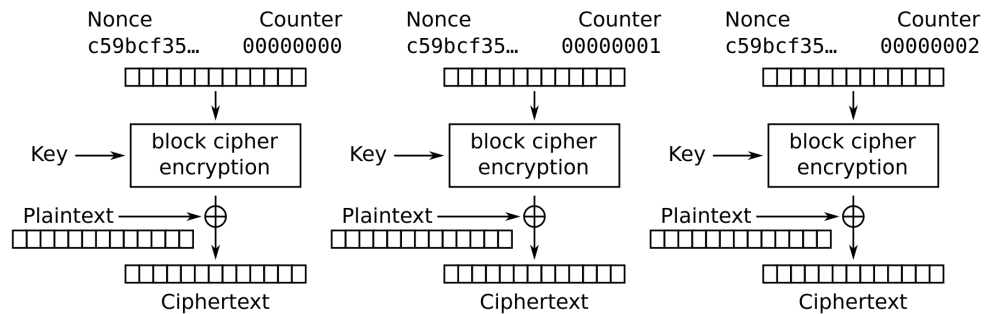 Nonce Counter Nonce Counter Nonce Counter
c59bcf35… 00000000 c59bcf35… 00000001 c59bcf35… 00000002
block cipher block cipher block cipher
Key Key Key
encryption encryption encryption
Plaintext Plaintext Plaintext
Ciphertext Ciphertext Ciphertext